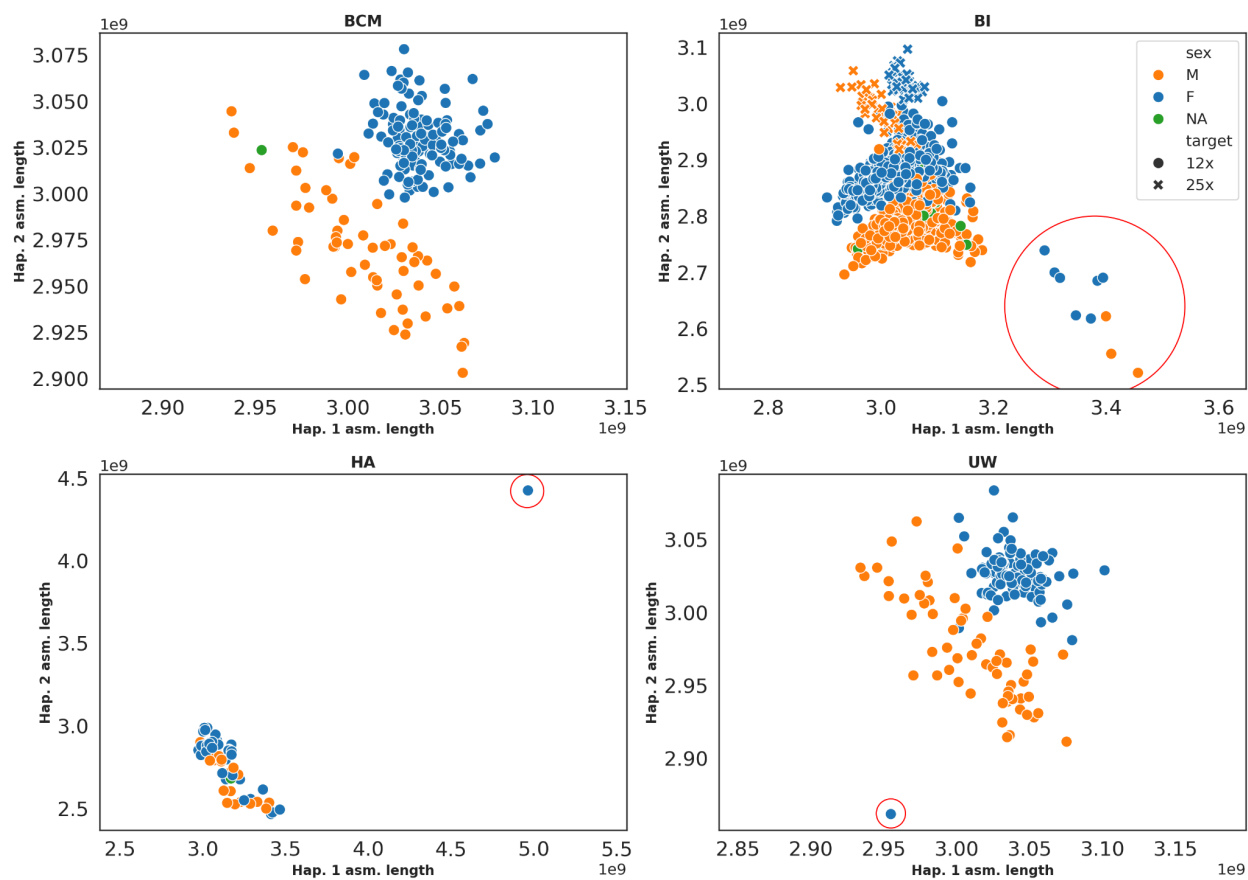 BCM
1e9
3.075
3.050
3.025
3.000
2.975
2.950
2.925
2.900
Hap. 2 asm. length
2.90 2.95 3.00 3.05 3.10 3.15
Hap. 1 asm. length
1e9
BI
1e9
3.1
3.0
2.9
2.8
2.7
2.6
2.5
Hap. 2 asm. length
sex
M
F
NA
target
12x
25x
2.8 3.0 3.2 3.4 3.6
Hap. 1 asm. length
1e9
HA
1e9
4.5
4.0
3.5
3.0
2.5
Hap. 2 asm. length
2.5 3.0 3.5 4.0 4.5 5.0 5.5
Hap. 1 asm. length
1e9
UW
1e9
3.05
3.00
2.95
2.90
Hap. 2 asm. length
2.85 2.90 2.95 3.00 3.05 3.10 3.15
Hap. 1 asm. length
1e9